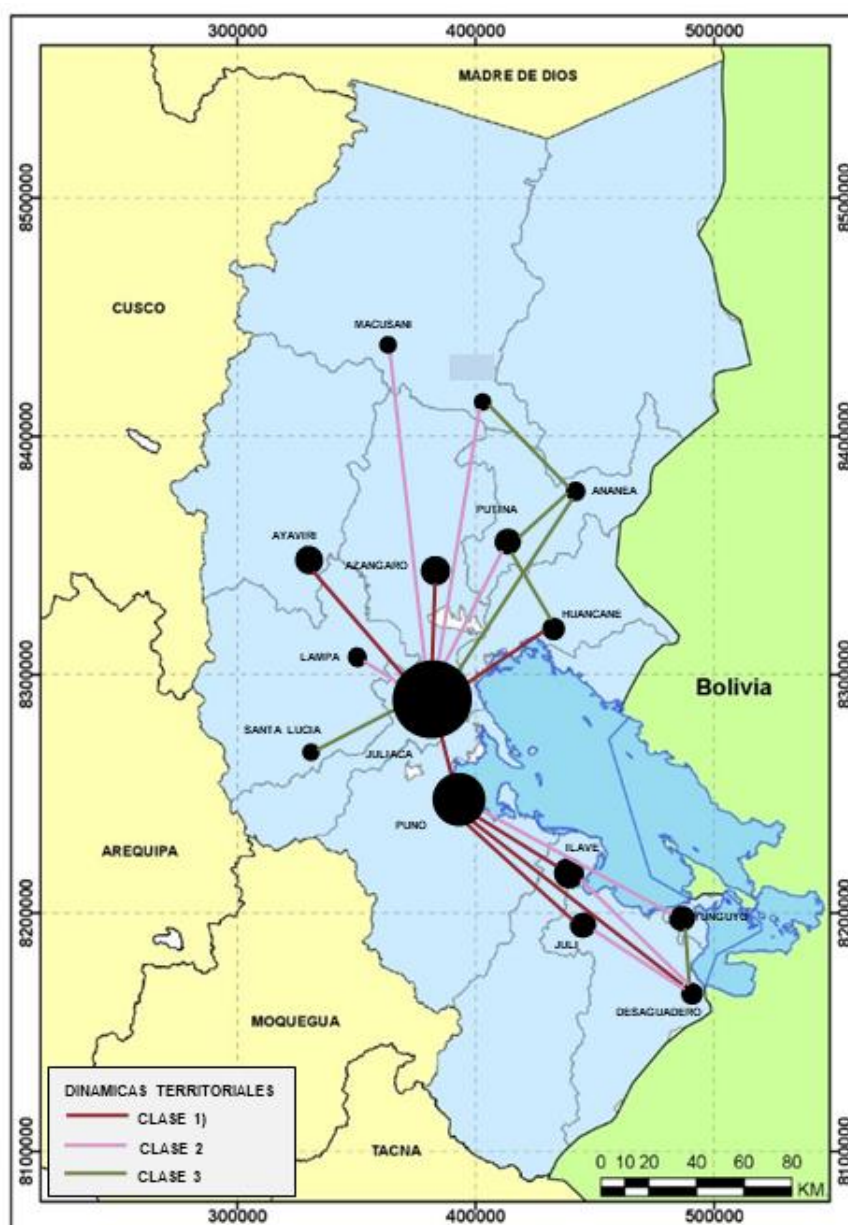 300000 400000 500000
MADRE DE DIOS
8500000 8500000
CUSCO
MACUSANI
8400000 8400000
ANANEA
PUTINA
AYAVIRI
AZANGARO
HUANCANE
LAMPA
8300000 8300000
Bolivia
SANTA LUCIA
JULIACA
PUNO
ILAVE
AREQUIPA
8200000 8200000
YUNGUYO
JULI
DESAGUADERO
MOQUEGUA
DINAMICAS TERRITORIALES
CLASE 1)
CLASE 2
CLASE 3
TACNA
8100000 8100000
0 10 20 40 60 80
KM
300000 400000 500000